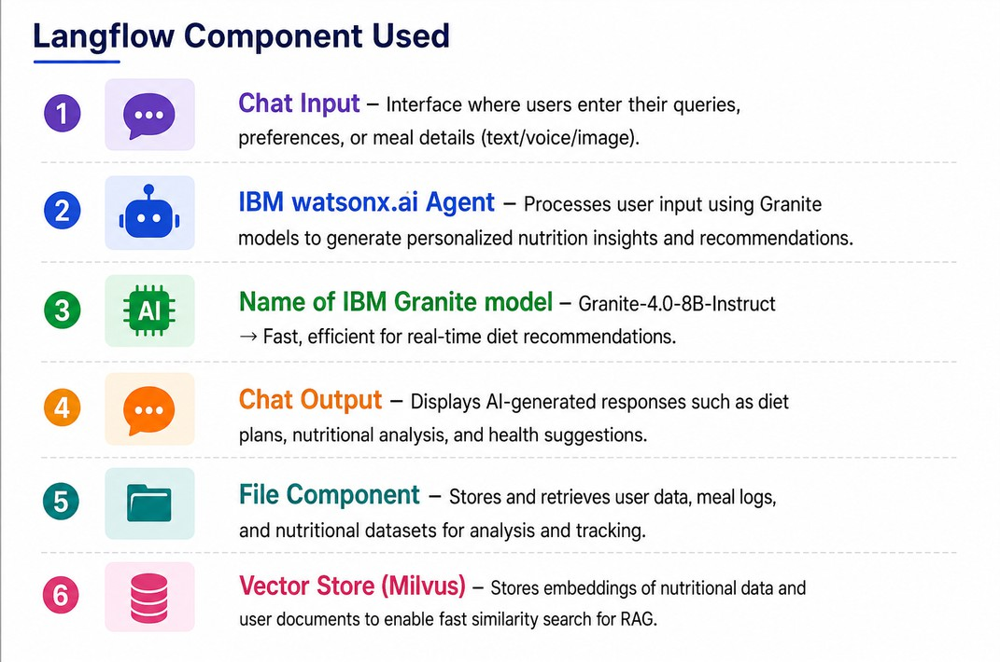 Langflow Component Used
1
Chat Input – Interface where users enter their queries,
preferences, or meal details (text/voice/image).
2
IBM watsonx.ai Agent – Processes user input using Granite
models to generate personalized nutrition insights and recommendations.
3
AI
Name of IBM Granite model – Granite-4.0-8B-Instruct
→ Fast, efficient for real-time diet recommendations.
4
Chat Output – Displays AI-generated responses such as diet
plans, nutritional analysis, and health suggestions.
5
File Component – Stores and retrieves user data, meal logs,
and nutritional datasets for analysis and tracking.
6
Vector Store (Milvus) – Stores embeddings of nutritional data and
user documents to enable fast similarity search for RAG.